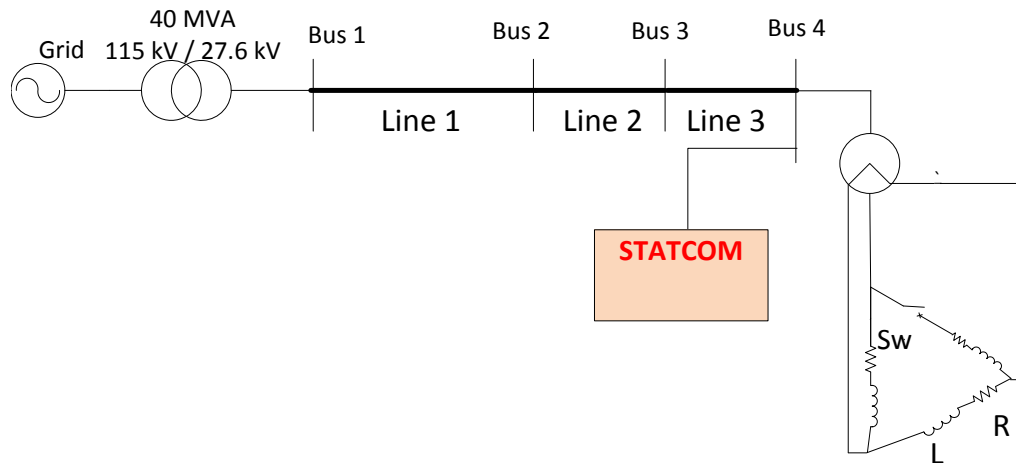 40 MVA
Grid 115 kV / 27.6 kV
Bus 1
Bus 2
Bus 3
Bus 4
Line 1
Line 2
Line 3
STATCOM
Sw
R
L